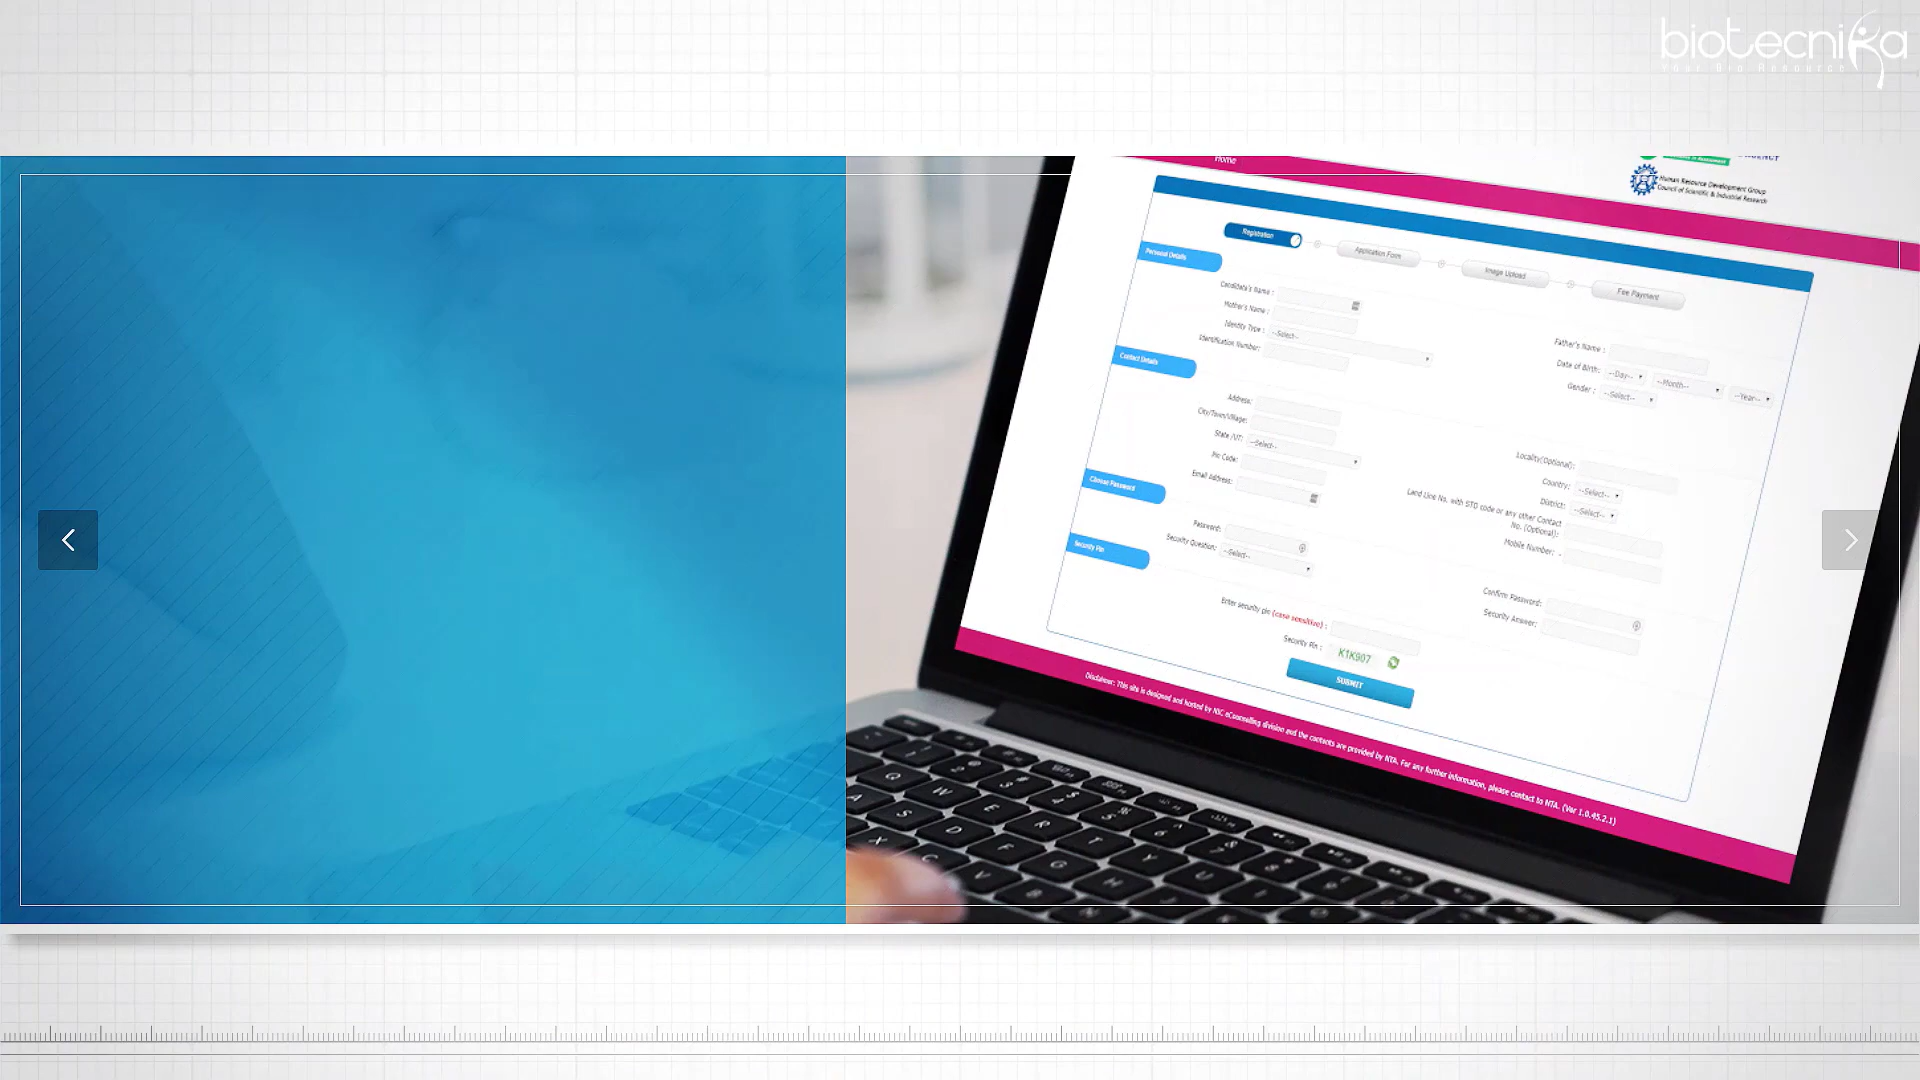 biotecnika
Your Bio Resource
Home
Human Resource Development Group
Council of Scientific & Industrial Research
Registration
Application Form
Image Upload
Fee Payment
Personal Details
Candidate's Name :
Mother's Name :
Identity Type : --Select--
Identification Number:
Father's Name :
Date of Birth: --Day-- --Month-- --Year--
Gender : --Select--
Contact Details
Address:
City/Town/Village:
State /UT: --Select--
Pin Code:
Email Address:
Locality(Optional):
Country: --Select--
District: --Select--
Land Line No. with STD code or any other Contact
No. (Optional):
Mobile Number: -
Choose Password
Password:
Security Question: --Select--
Confirm Password:
Security Answer:
Security Pin
Enter security pin (case sensitive) :
Security Pin : K1K907
SUBMIT
Disclaimer: This site is designed and hosted by NIC eCounselling division and the contents are provided by NTA. For any further information, please contact to NTA. (Ver 1.0.45.2.1)